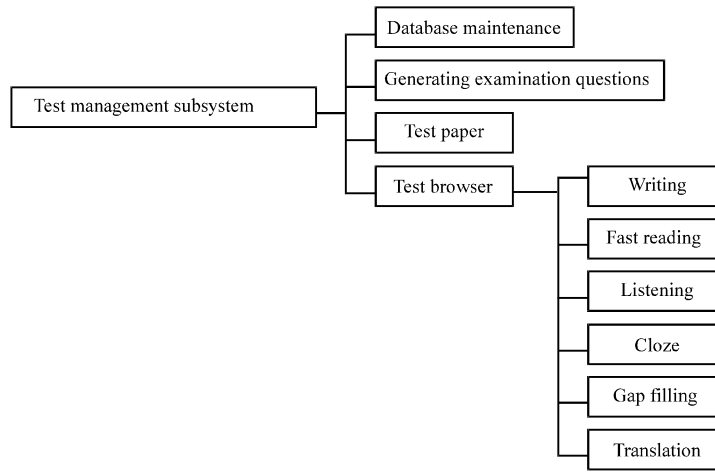 Database maintenance
Generating examination questions
Test management subsystem
Test paper
Test browser
Writing
Fast reading
Listening
Cloze
Gap filling
Translation